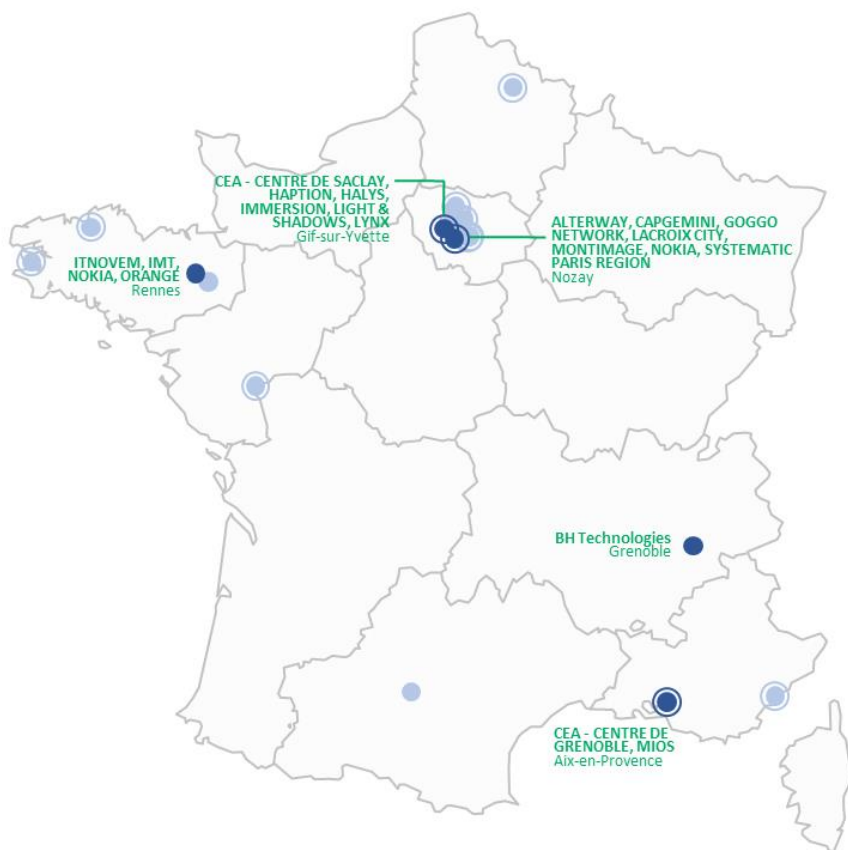 CEA - CENTRE DE SACLAY,
HAPTION, HALYS,
IMMERSION, LIGHT &
SHADOWS, LYNX
Gif-sur-Yvette
ALTERWAY, CAPGEMINI, GOGGO
NETWORK, LACROIX CITY,
MONTIMAGE, NOKIA, SYSTEMATIC
PARIS REGION
Nozay
ITNOVEM, IMT,
NOKIA, ORANGE
Rennes
BH Technologies
Grenoble
CEA - CENTRE DE
GRENOBLE, MIOS
Aix-en-Provence